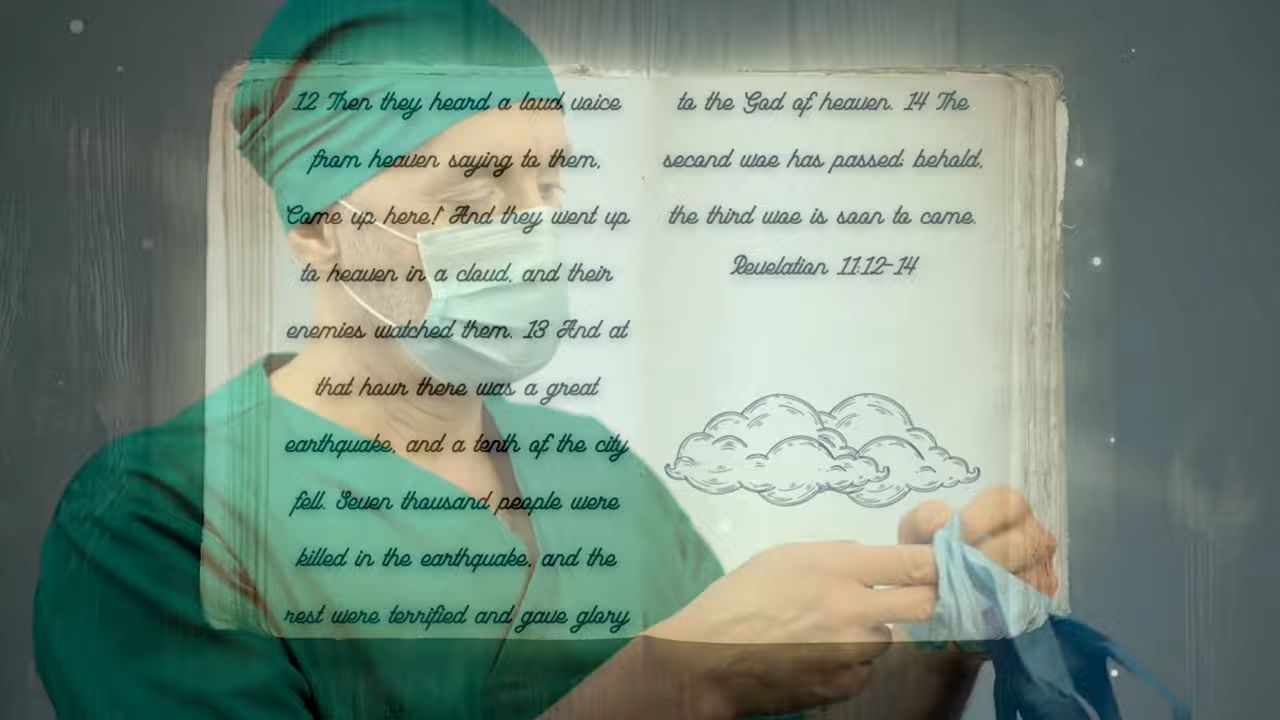 12 Then they heard a loud voice
from heaven saying to them,
"Come up here!" And they went up
to heaven in a cloud, and their
enemies watched them. 13 And at
that hour there was a great
earthquake, and a tenth of the city
fell. Seven thousand people were
killed in the earthquake, and the
rest were terrified and gave glory
to the God of heaven. 14 The
second woe has passed; behold,
the third woe is soon to come.
Revelation 11:12-14